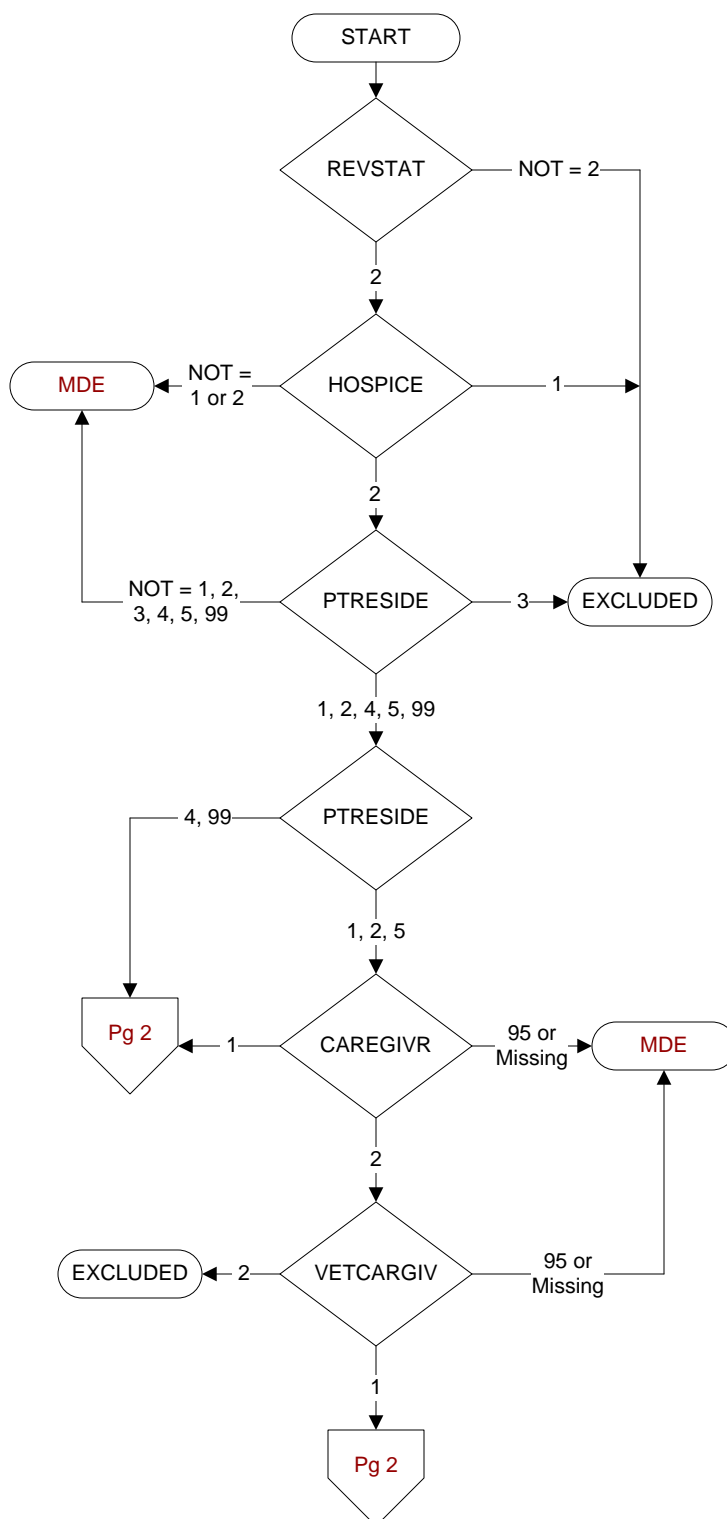 START
REVSTAT
NOT = 2
2
MDE
NOT =
1 or 2
HOSPICE
1
2
NOT = 1, 2,
3, 4, 5, 99
PTRESIDE
3
EXCLUDED
1, 2, 4, 5, 99
4, 99
PTRESIDE
1, 2, 5
Pg 2
1
CAREGIVR
95 or
Missing
MDE
2
EXCLUDED
2
VETCARGIV
95 or
Missing
1
Pg 2